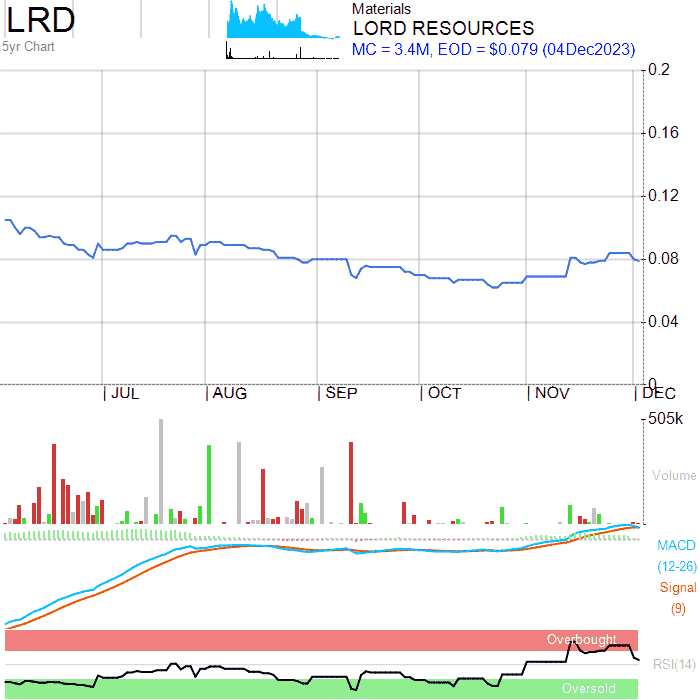 LRD
5yr Chart
Materials
LORD RESOURCES
MC = 3.4M, EOD = $0.079 (04Dec2023)
0.2
0.16
0.12
0.08
0.04
0
JUL
AUG
SEP
OCT
NOV
DEC
505k
Volume
MACD
(12-26)
Signal
(9)
Overbought
RSI(14)
Oversold